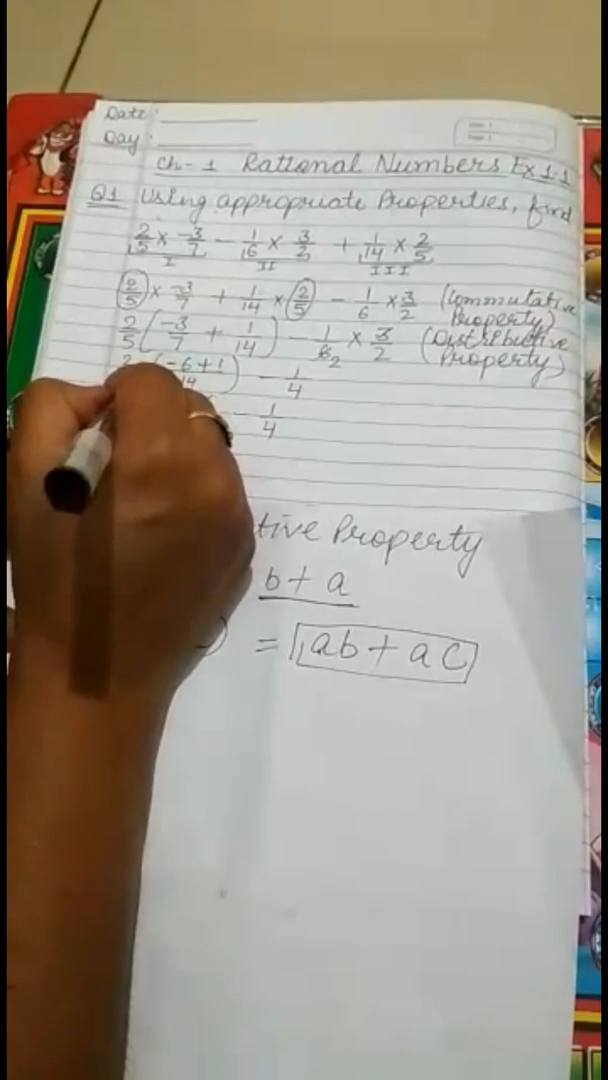 Date:
Day:
Ch-1 Rational Numbers Ex 1.1
Q1 Using appropriate Properties, find
2/5 × -3/7 - 1/6 × 3/2 + 1/14 × 2/5
I II III
2/5 × -3/7 + 1/14 × 2/5 - 1/6 × 3/2 (Commutative Property)
2/5 (-3/7 + 1/14) - 1/6 2 × 3/2 (Distributive Property)
(-6+1 - 1/4
- 1/4
tive Property
b + a
) = ab + ac